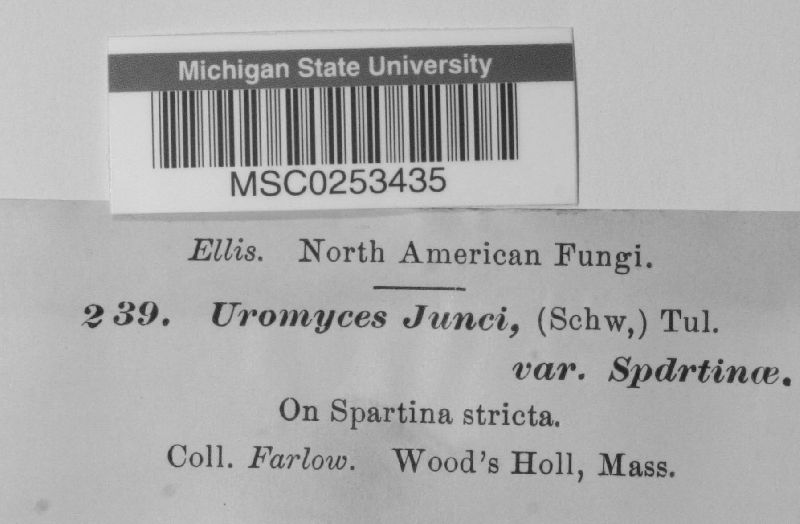 Michigan State University
MSC0253435
Ellis. North American Fungi.
239. Uromyces Junci, (Schw,) Tul.
var. Spdrtinæ.
On Spartina stricta.
Coll. Farlow. Wood's Holl, Mass.